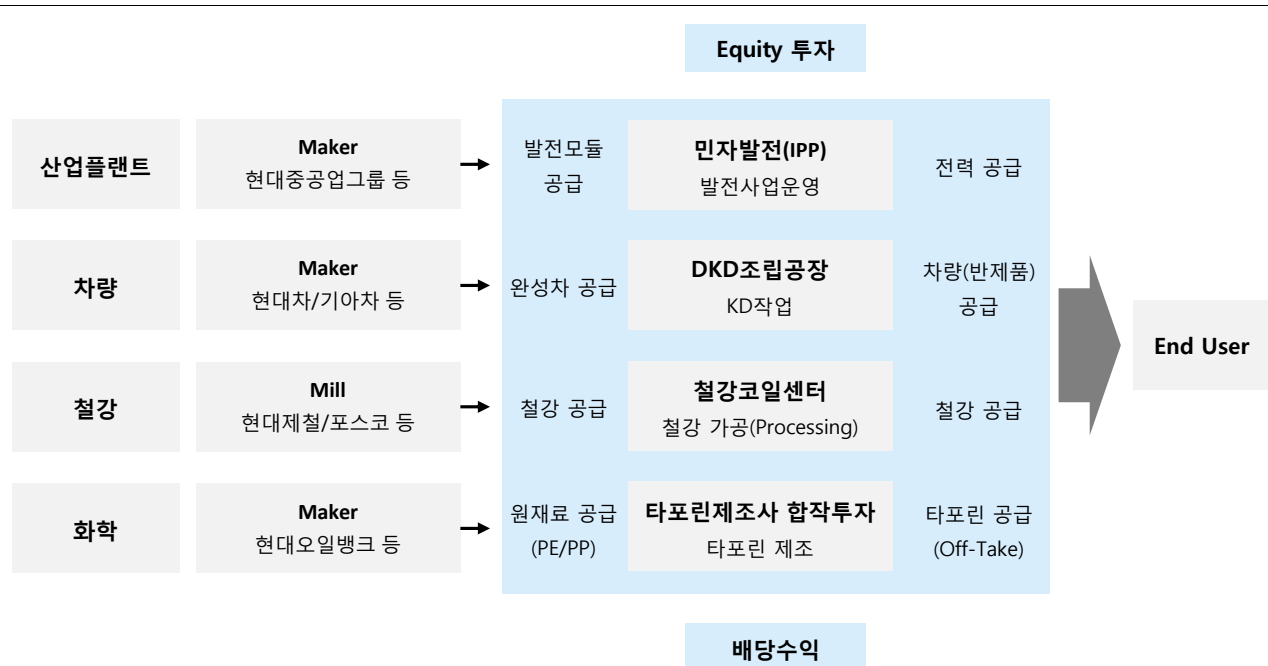 Equity 투자
산업플랜트
Maker
현대중공업그룹 등
발전모듈
공급
민자발전(IPP)
발전사업운영
전력 공급
차량
Maker
현대차/기아차 등
완성차 공급
DKD조립공장
KD작업
차량(반제품)
공급
End User
철강
Mill
현대제철/포스코 등
철강 공급
철강코일센터
철강 가공(Processing)
철강 공급
화학
Maker
현대오일뱅크 등
원재료 공급
(PE/PP)
타포린제조사 합작투자
타포린 제조
타포린 공급
(Off-Take)
배당수익